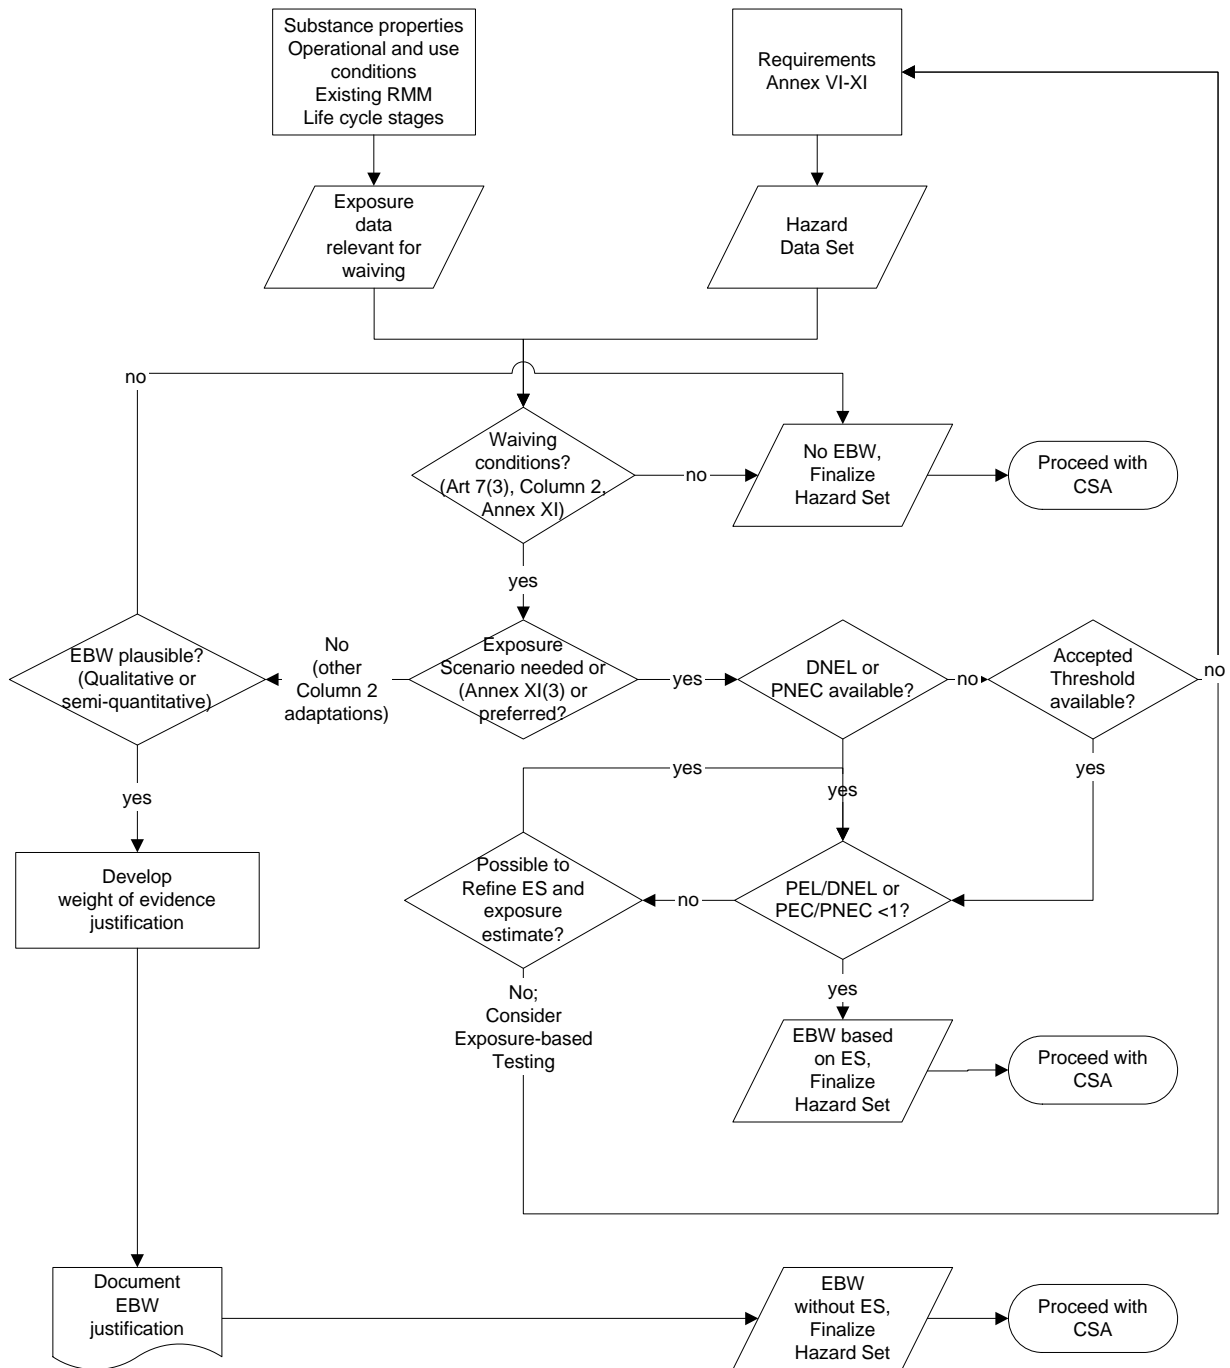 Substance properties
Operational and use
conditions
Existing RMM
Life cycle stages
Requirements
Annex VI-XI
Exposure
data
relevant for
waiving
Hazard
Data Set
no
Waiving
conditions?
(Art 7(3), Column 2,
Annex XI)
no
No EBW,
Finalize
Hazard Set
Proceed with
CSA
yes
EBW plausible?
(Qualitative or
semi-quantitative)
No
(other
Column 2
adaptations)
Exposure
Scenario needed or
(Annex XI(3) or
preferred?
yes
DNEL or
PNEC available?
no
Accepted
Threshold
available?
no
yes
yes
yes
yes
Develop
weight of evidence
justification
Possible to
Refine ES and
exposure
estimate?
no
PEL/DNEL or
PEC/PNEC <1?
No;
Consider
Exposure-based
Testing
yes
EBW based
on ES,
Finalize
Hazard Set
Proceed with
CSA
Document
EBW
justification
EBW
without ES,
Finalize
Hazard Set
Proceed with
CSA